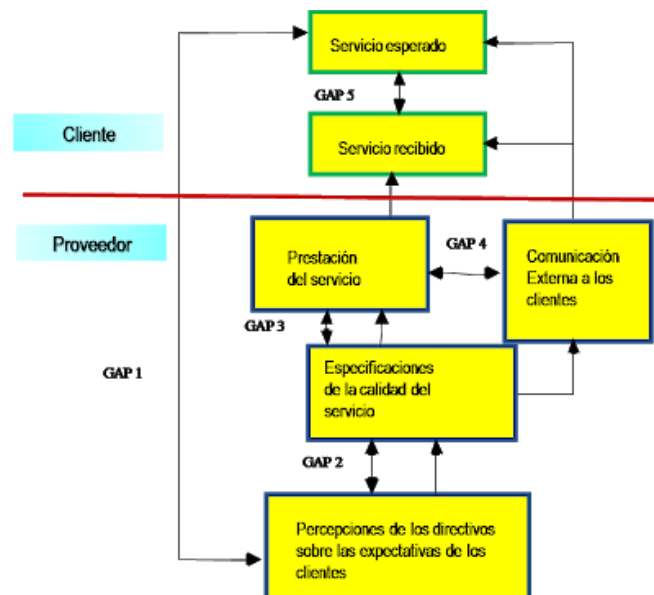 Servicio esperado
GAP 5
Cliente
Servicio recibido
Proveedor
Prestación
del servicio
GAP 4
Comunicación
Externa a los
clientes
GAP 3
GAP 1
Especificaciones
de la calidad del
servicio
GAP 2
Percepciones de los directivos
sobre las expectativas de los
clientes